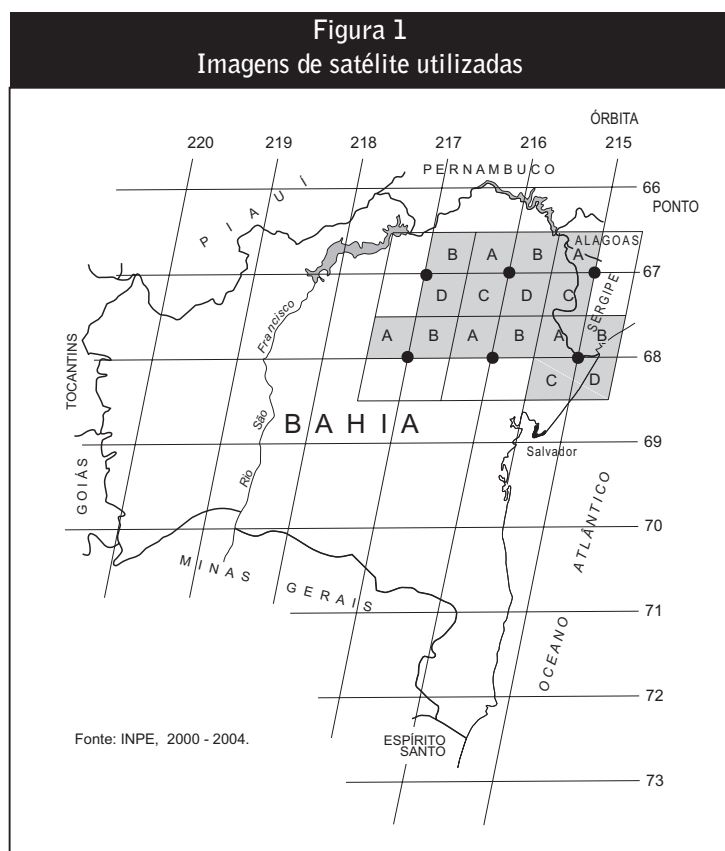 Figura 1
Imagens de satélite utilizadas
ÓRBITA
220 219 218 217 216 215
PERNAMBUCO
66
PONTO
PIAUÍ
ALAGOAS
B A B A
67
D C D C
SERGIPE
Francisco
A B A B A B
68
TOCANTINS
C D
BAHIA
São
69
Salvador
GOIÁS
Rio
70
ATLÂNTICO
MINAS GERAIS
71
OCEANO
72
Fonte: INPE, 2000 - 2004.
ESPÍRITO
SANTO
73